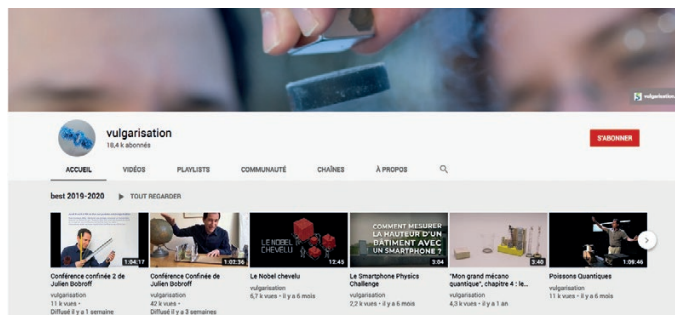 vulgarisation
vulgarisation
18,4 k abonnés
S'ABONNER
ACCUEIL VIDÉOS PLAYLISTS COMMUNAUTÉ CHAÎNES À PROPOS
best 2019-2020 TOUT REGARDER
1:04:17
1:02:36
LE NOBEL
CHEVELU
12:45
COMMENT MESURER
LA HAUTEUR D'UN
BÂTIMENT AVEC
UN SMARTPHONE ?
3:04
3:40
1:09:46
Conférence confinée 2 de
Julien Bobroff
vulgarisation
11 k vues •
Diffusé il y a 1 semaine
Conférence Confinée de
Julien Bobroff
vulgarisation
42 k vues •
Diffusé il y a 3 semaines
Le Nobel chevelu
vulgarisation
6,7 k vues • il y a 6 mois
Le Smartphone Physics
Challenge
vulgarisation
2,2 k vues • il y a 6 mois
"Mon grand mécano
quantique", chapitre 4 : le...
vulgarisation
4,3 k vues • il y a 1 an
Poissons Quantiques
vulgarisation
11 k vues • il y a 6 mois